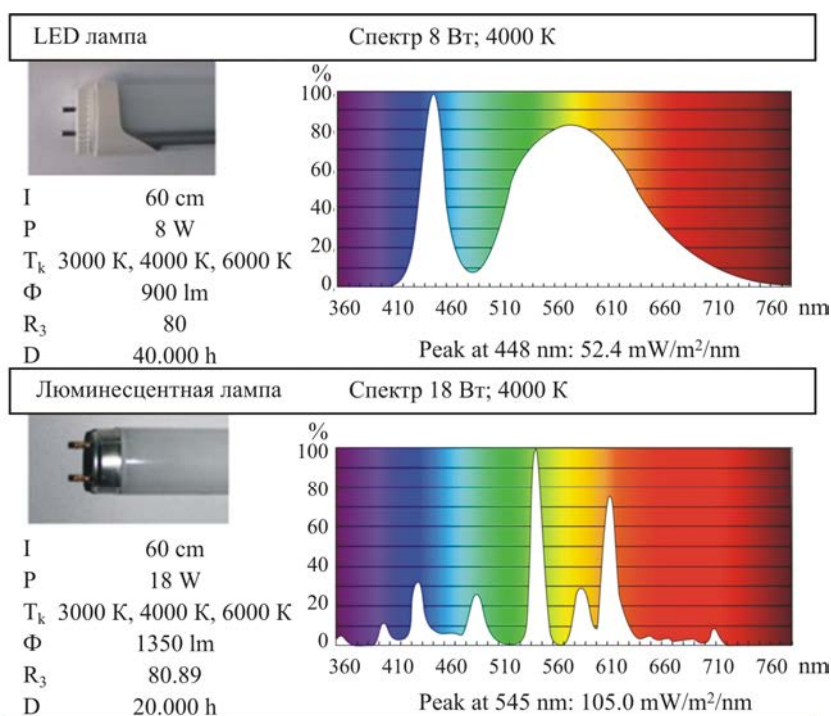 LED лампа Спектр 8 Вт; 4000 К
%
100
80
60
40
20
0
360 410 460 510 560 610 660 710 760 nm
Peak at 448 nm: 52.4 mW/m²/nm
I 60 cm
P 8 W
Tk 3000 К, 4000 К, 6000 К
Ф 900 lm
R3 80
D 40.000 h
Люминесцентная лампа Спектр 18 Вт; 4000 К
%
100
80
60
40
20
0
360 410 460 510 560 610 660 710 760 nm
Peak at 545 nm: 105.0 mW/m²/nm
I 60 cm
P 18 W
Tk 3000 К, 4000 К, 6000 К
Ф 1350 lm
R3 80.89
D 20.000 h